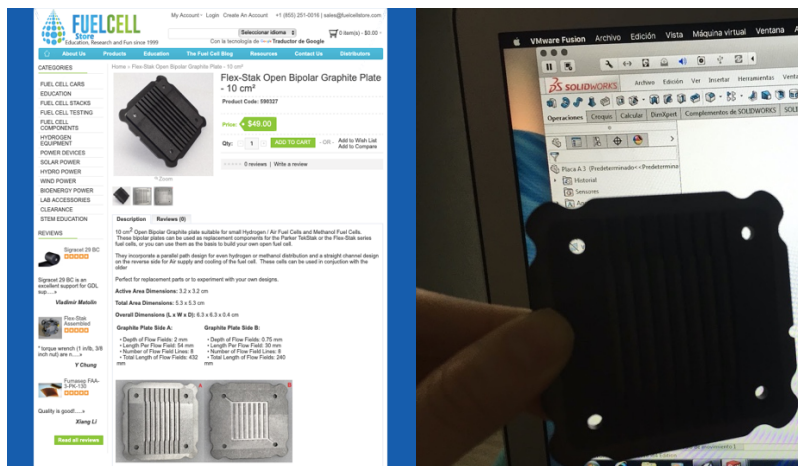 My Account - Login Create An Account +1 (855) 251-0016 | sales@fuelcellstore.com
FUELCELL
Store
Education, Research and Fun since 1999
Seleccionar idioma
0 item(s) - $0.00
Con la tecnología de Traductor de Google
About Us Products Education The Fuel Cell Blog Resources Contact Us Distributors
CATEGORIES
FUEL CELL CARS
EDUCATION
FUEL CELL STACKS
FUEL CELL TESTING
FUEL CELL
COMPONENTS
HYDROGEN
EQUIPMENT
POWER DEVICES
SOLAR POWER
HYDRO POWER
WIND POWER
BIOENERGY POWER
LAB ACCESSORIES
CLEARANCE
STEM EDUCATION
REVIEWS
Sigracet 29 BC
Sigracet 29 BC is an
excellent support for GDL
sup.....»
Vladimir Matolin
Flex-Stak
Assembled
" torque wrench (1 in/lb, 3/8
inch nut) are n.....»
Y Chung
Fumasep FAA-
3-PK-130
Quality is good!.....»
Xiang Li
Read all reviews
Home » Flex-Stak Open Bipolar Graphite Plate - 10 cm²
Flex-Stak Open Bipolar Graphite Plate
- 10 cm²
Product Code: 590327
Price: $49.00
Qty: 1 ADD TO CART - OR - Add to Wish List
Add to Compare
0 reviews | Write a review
Zoom
Description Reviews (0)
10 cm² Open Bipolar Graphite plate suitable for small Hydrogen / Air Fuel Cells and Methanol Fuel Cells.
These bipolar plates can be used as replacement components for the Parker TekStak or the Flex-Stak series
fuel cells, or you can use them as the basis to build your own open fuel cell.
They incorporate a parallel path design for even hydrogen or methanol distribution and a straight channel design
on the reverse side for Air supply and cooling of the fuel cell. These cells can be used in conjuction with the
older
Perfect for replacement parts or to experiment with your own designs.
Active Area Dimensions: 3.2 x 3.2 cm
Total Area Dimensions: 5.3 x 5.3 cm
Overall Dimensions (L x W x D): 6.3 x 6.3 x 0.4 cm
Graphite Plate Side A:
• Depth of Flow Fields: 2 mm
• Length Per Flow Field: 54 mm
• Number of Flow Field Lines: 8
• Total Length of Flow Fields: 432
mm
Graphite Plate Side B:
• Depth of Flow Fields: 0.75 mm
• Length Per Flow Field: 30 mm
• Number of Flow Field Lines: 8
• Total Length of Flow Fields: 240
mm
A
B
VMware Fusion Archivo Edición Vista Máquina virtual Ventana
SOLIDWORKS Archivo Edición Ver Insertar Herramientas
Operaciones Croquis Calcular DimXpert Complementos de SOLIDWORKS
Placa A 3 (Predeterminado<<Predetermina
Historial
Sensores